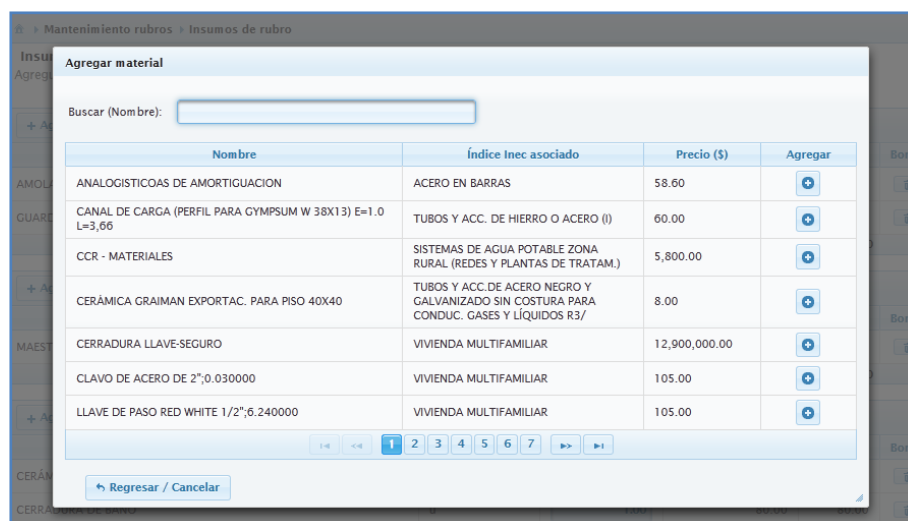 Mantenimiento rubros › Insumos de rubro
Agregar material
Buscar (Nombre):
Nombre Índice Inec asociado Precio ($) Agregar
ANALOGISTICOAS DE AMORTIGUACION ACERO EN BARRAS 58.60
CANAL DE CARGA (PERFIL PARA GYMPSUM W 38X13) E=1.0
L=3,66
TUBOS Y ACC. DE HIERRO O ACERO (I) 60.00
CCR - MATERIALES
SISTEMAS DE AGUA POTABLE ZONA
RURAL (REDES Y PLANTAS DE TRATAM.)
5,800.00
CERÁMICA GRAIMAN EXPORTAC. PARA PISO 40X40
TUBOS Y ACC.DE ACERO NEGRO Y
GALVANIZADO SIN COSTURA PARA
CONDUC. GASES Y LÍQUIDOS R3/
8.00
CERRADURA LLAVE-SEGURO VIVIENDA MULTIFAMILIAR 12,900,000.00
CLAVO DE ACERO DE 2";0.030000 VIVIENDA MULTIFAMILIAR 105.00
LLAVE DE PASO RED WHITE 1/2";6.240000 VIVIENDA MULTIFAMILIAR 105.00
1 2 3 4 5 6 7
Regresar / Cancelar